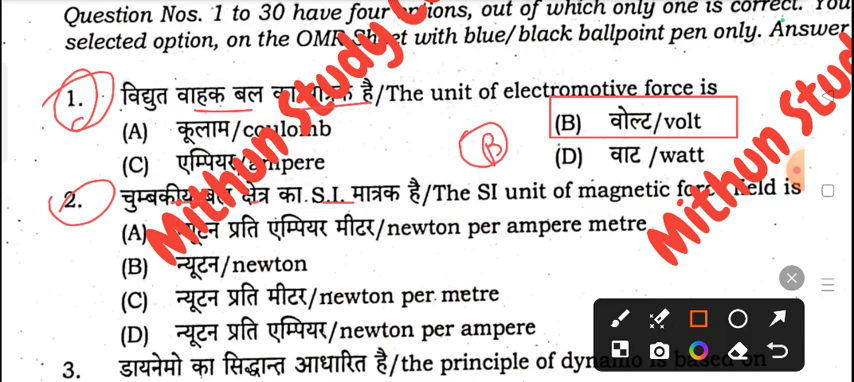 Question Nos. 1 to 30 have four options, out of which only one is correct. You
selected option, on the OMR Sheet with blue/black ballpoint pen only. Answer
1. विद्युत वाहक बल का मात्रक है/The unit of electromotive force is
(A) कूलाम/coulomb
(B) वोल्ट/volt
B
(C) एम्पियर/ampere
(D) वाट /watt
2. चुम्बकीय बल क्षेत्र का S.I. मात्रक है/The SI unit of magnetic force field is
(A) न्यूटन प्रति एंम्पियर मीटर/newton per ampere metre
(B) न्यूटन/newton
(C) न्यूटन प्रति मीटर/newton per metre
(D) न्यूटन प्रति एम्पियर/newton per ampere
3. डायनेमो का सिद्धान्त आधारित है/the principle of dynamo is based on
Mithun Study
Mithun Stud